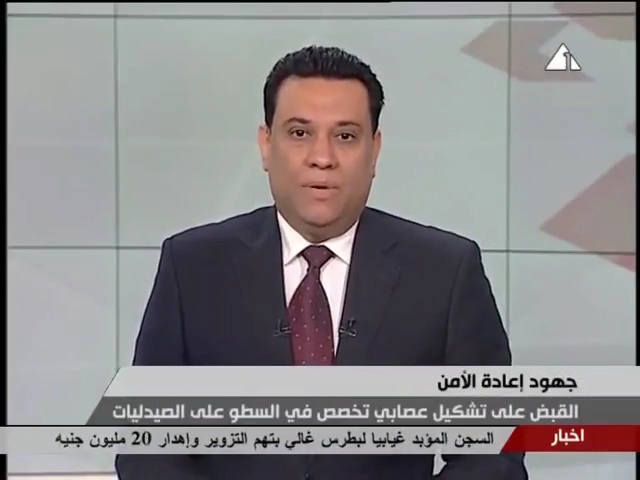 1
جهود إعادة الأمن
القبض على تشكيل عصابي تخصص في السطو على الصيدليات
اخبار السجن المؤبد غيابيا لبطرس غالي بتهم التزوير وإهدار 20 مليون جنيه